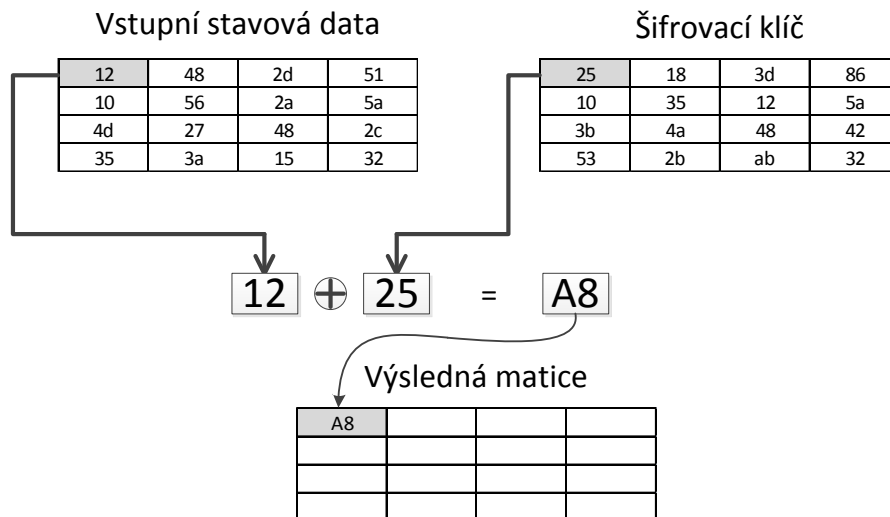 Vstupní stavová data
Šifrovací klíč
12 48 2d 51
10 56 2a 5a
4d 27 48 2c
35 3a 15 32
25 18 3d 86
10 35 12 5a
3b 4a 48 42
53 2b ab 32
12 ⊕ 25 = A8
Výsledná matice
A8